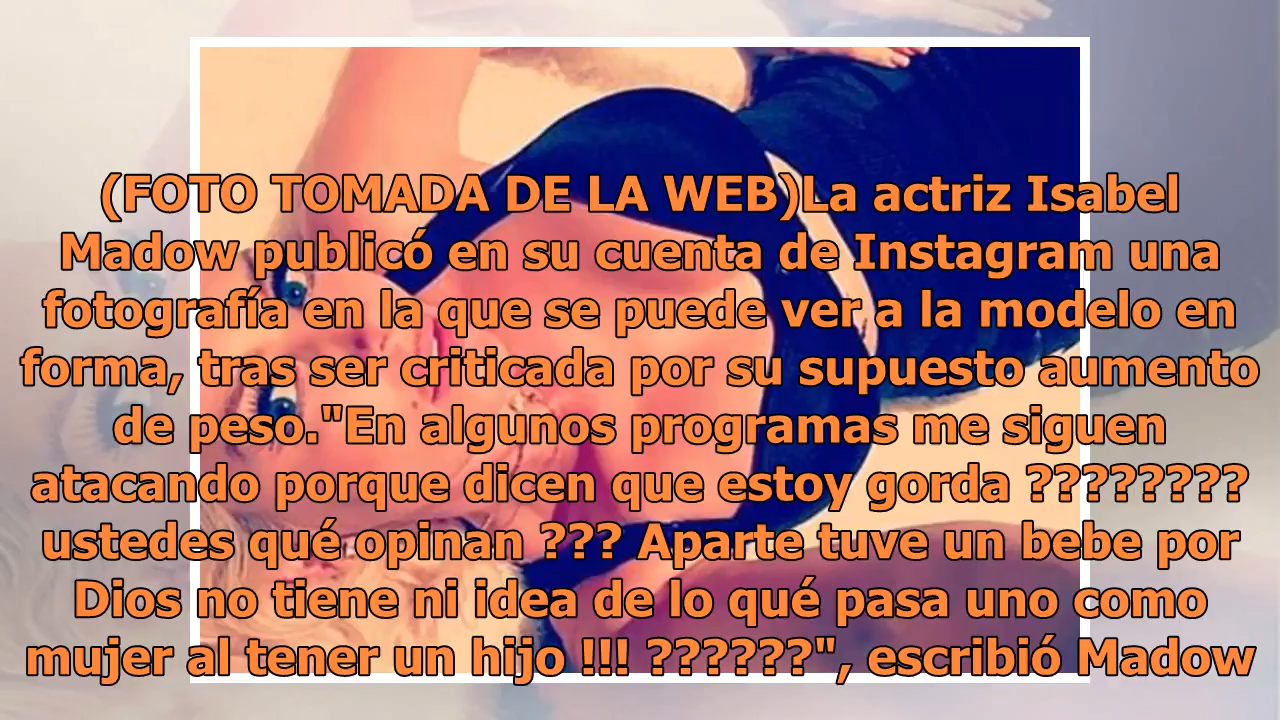 (FOTO TOMADA DE LA WEB)La actriz Isabel
Madow publicó en su cuenta de Instagram una
fotografía en la que se puede ver a la modelo en
forma, tras ser criticada por su supuesto aumento
de peso."En algunos programas me siguen
atacando porque dicen que estoy gorda ????????
ustedes qué opinan ??? Aparte tuve un bebe por
Dios no tiene ni idea de lo qué pasa uno como
mujer al tener un hijo !!! ??????", escribió Madow